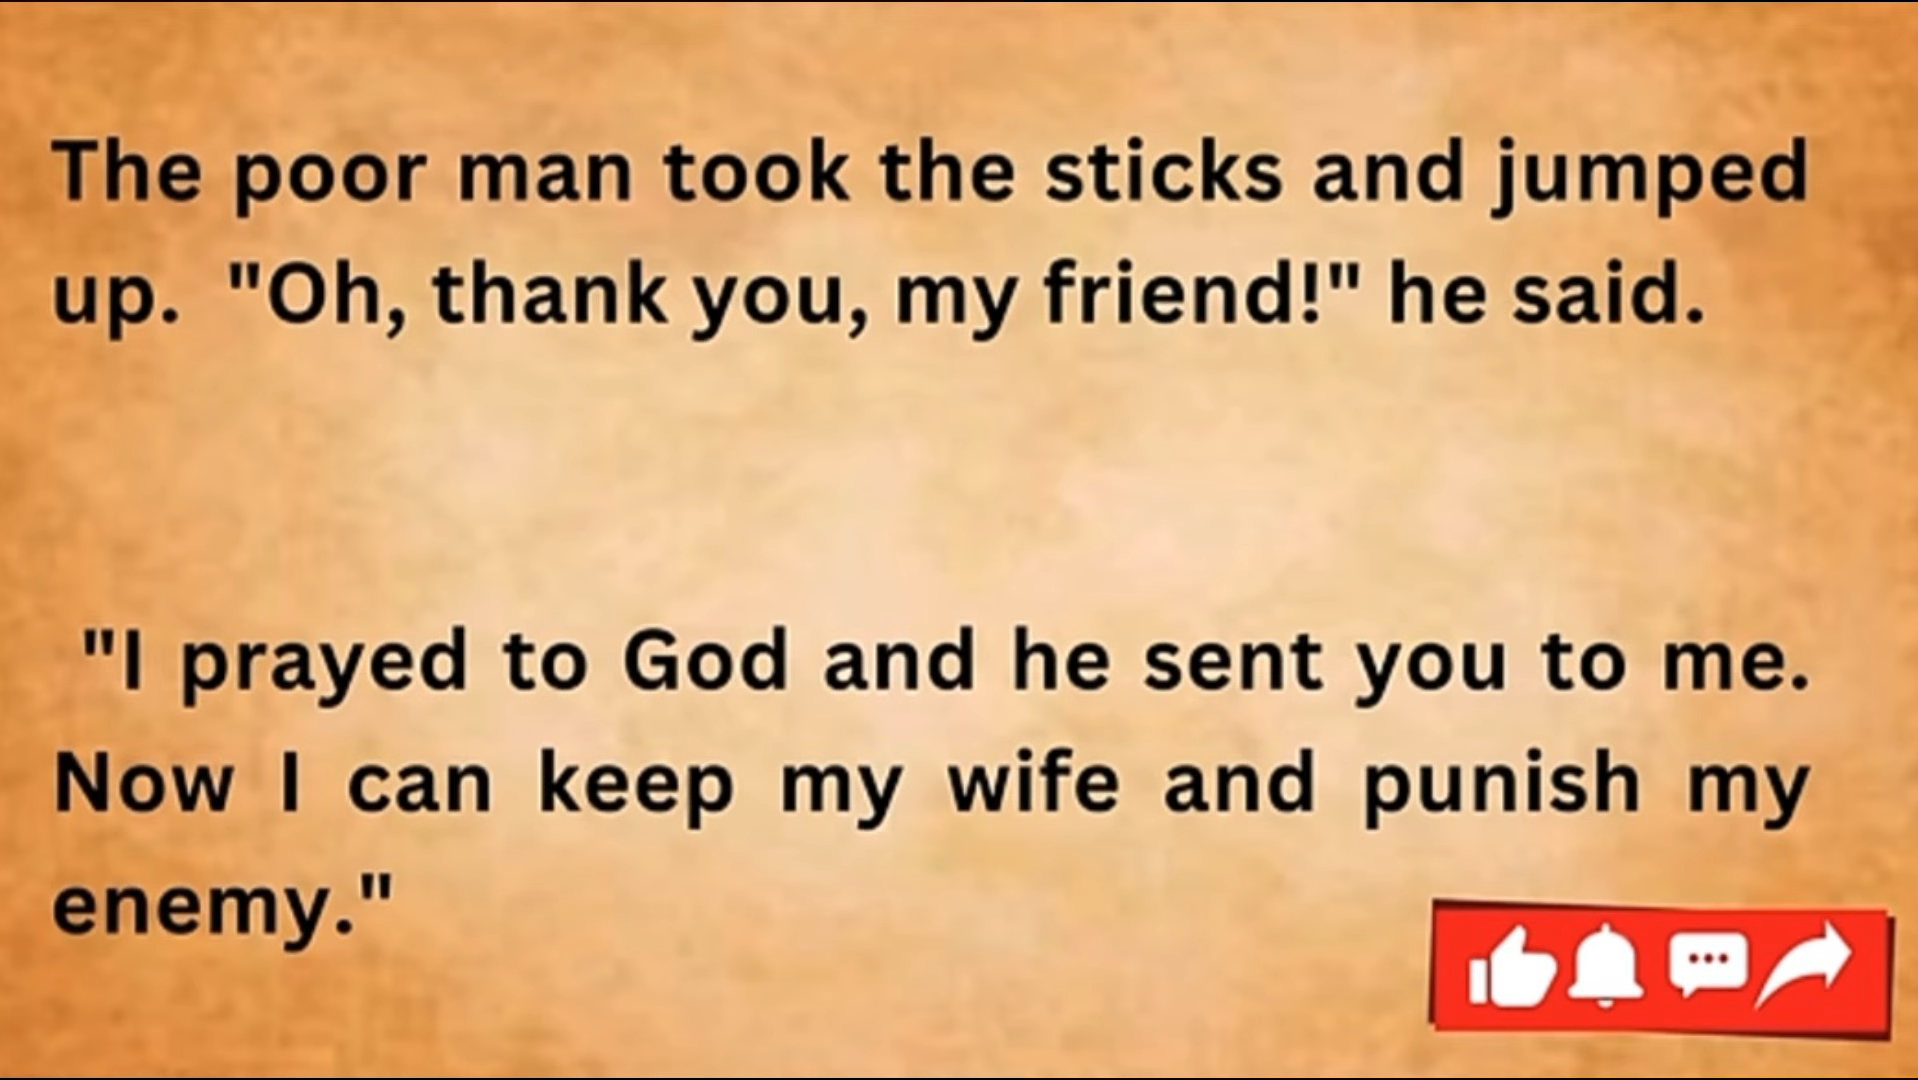 The poor man took the sticks and jumped
up. "Oh, thank you, my friend!" he said.
"I prayed to God and he sent you to me.
Now I can keep my wife and punish my
enemy."